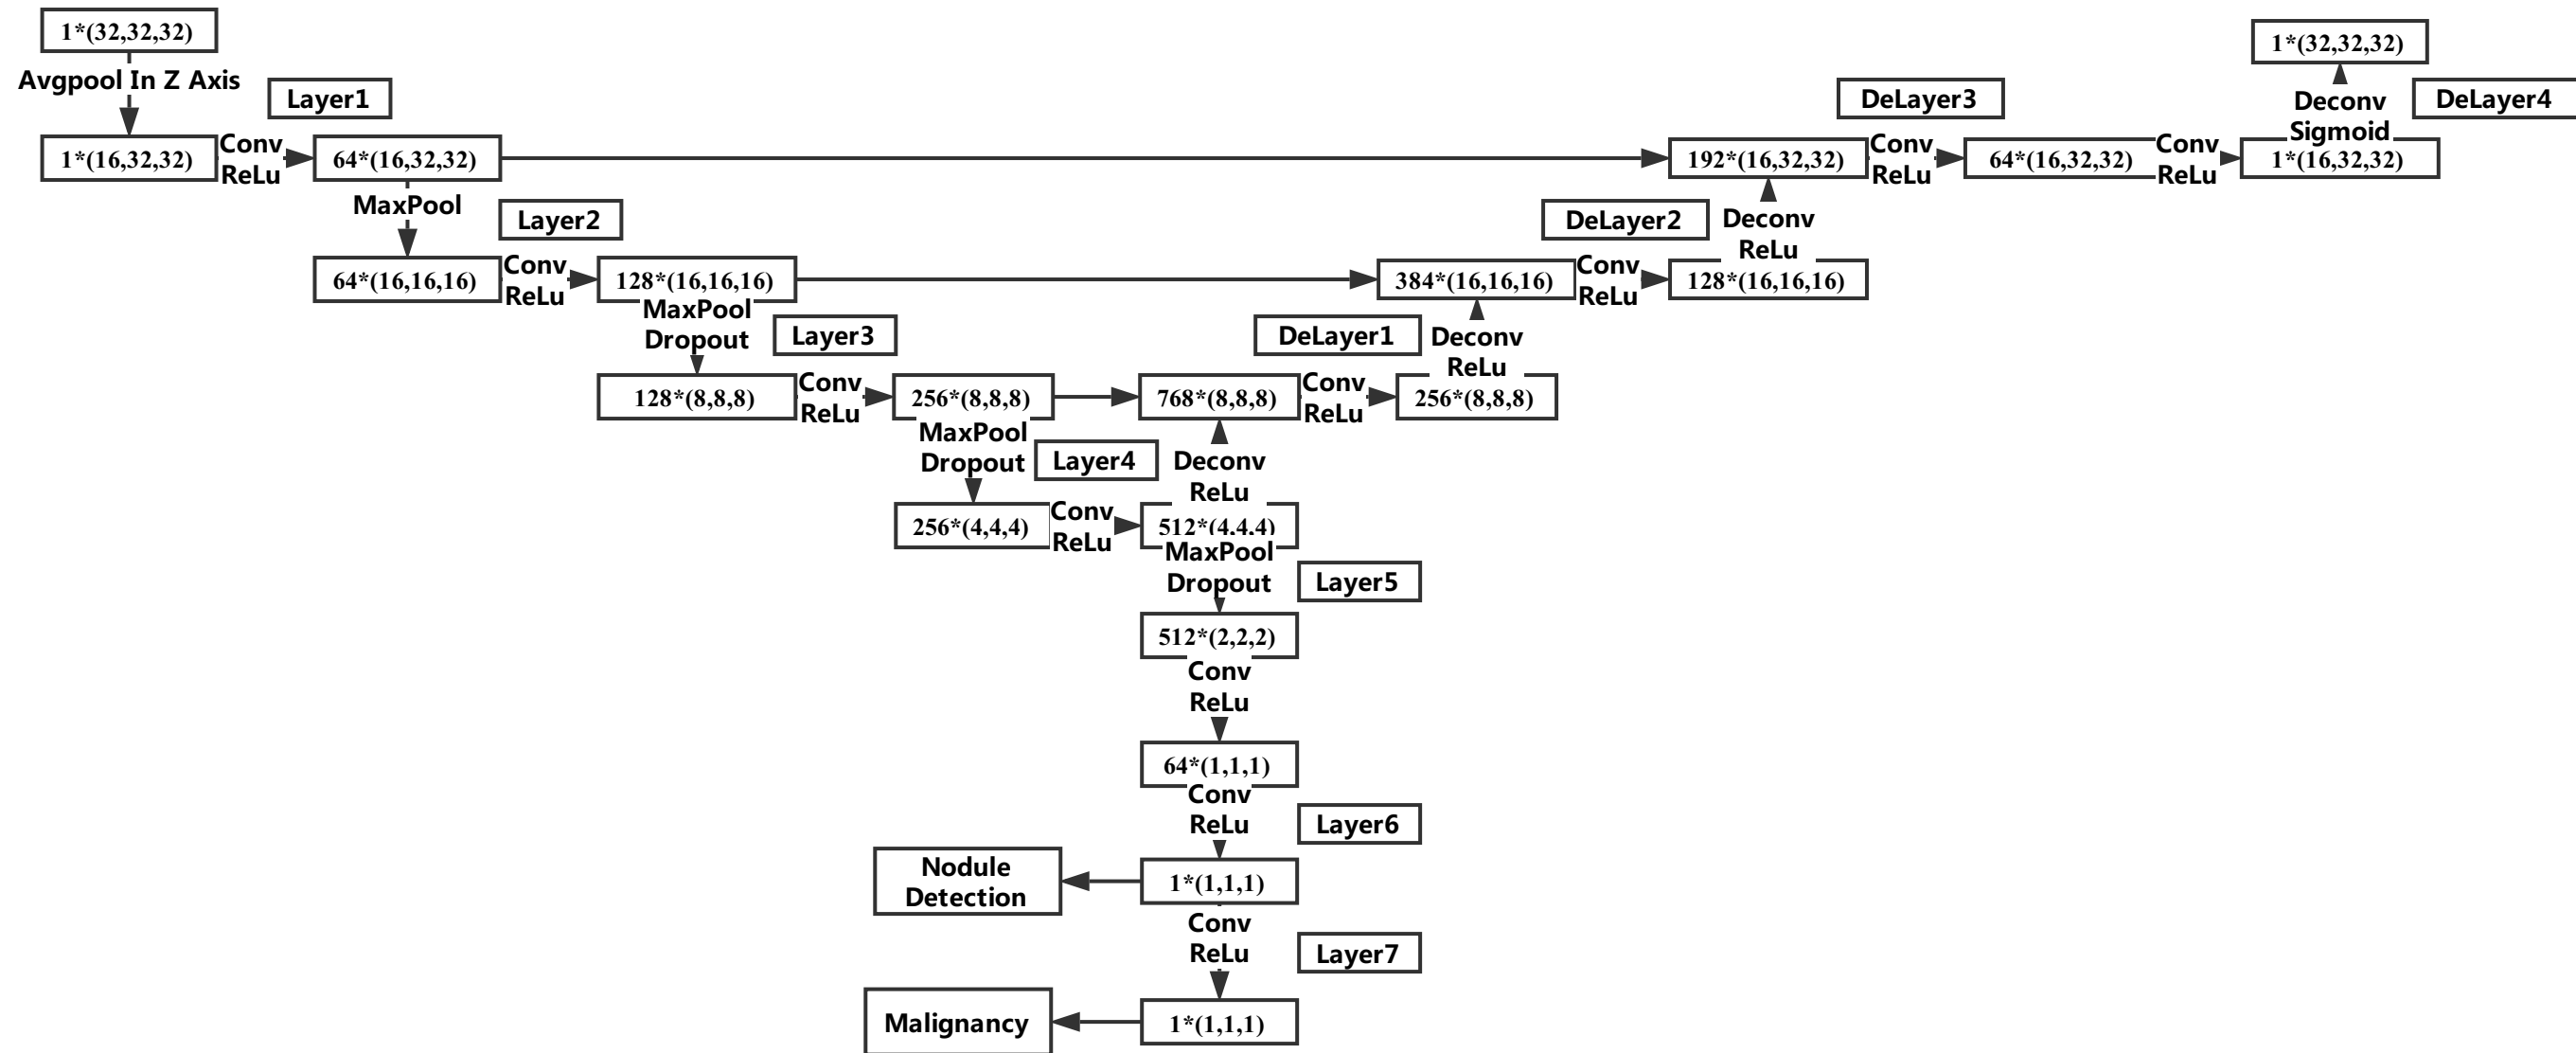 1*(32,32,32)
1*(32,32,32)
Avgpool In Z Axis
Layer1
DeLayer3
Deconv
Sigmoid
DeLayer4
1*(16,32,32)
Conv
ReLu
64*(16,32,32)
192*(16,32,32)
Conv
ReLu
64*(16,32,32)
Conv
ReLu
1*(16,32,32)
MaxPool
Layer2
DeLayer2
Deconv
ReLu
64*(16,16,16)
Conv
ReLu
128*(16,16,16)
384*(16,16,16)
Conv
ReLu
128*(16,16,16)
MaxPool
Dropout
Layer3
DeLayer1
Deconv
ReLu
128*(8,8,8)
Conv
ReLu
256*(8,8,8)
768*(8,8,8)
Conv
ReLu
256*(8,8,8)
MaxPool
Dropout
Layer4
Deconv
ReLu
256*(4,4,4)
Conv
ReLu
512*(4,4,4)
MaxPool
Dropout
Layer5
512*(2,2,2)
Conv
ReLu
64*(1,1,1)
Conv
ReLu
Layer6
Nodule
Detection
1*(1,1,1)
Conv
ReLu
Layer7
Malignancy
1*(1,1,1)